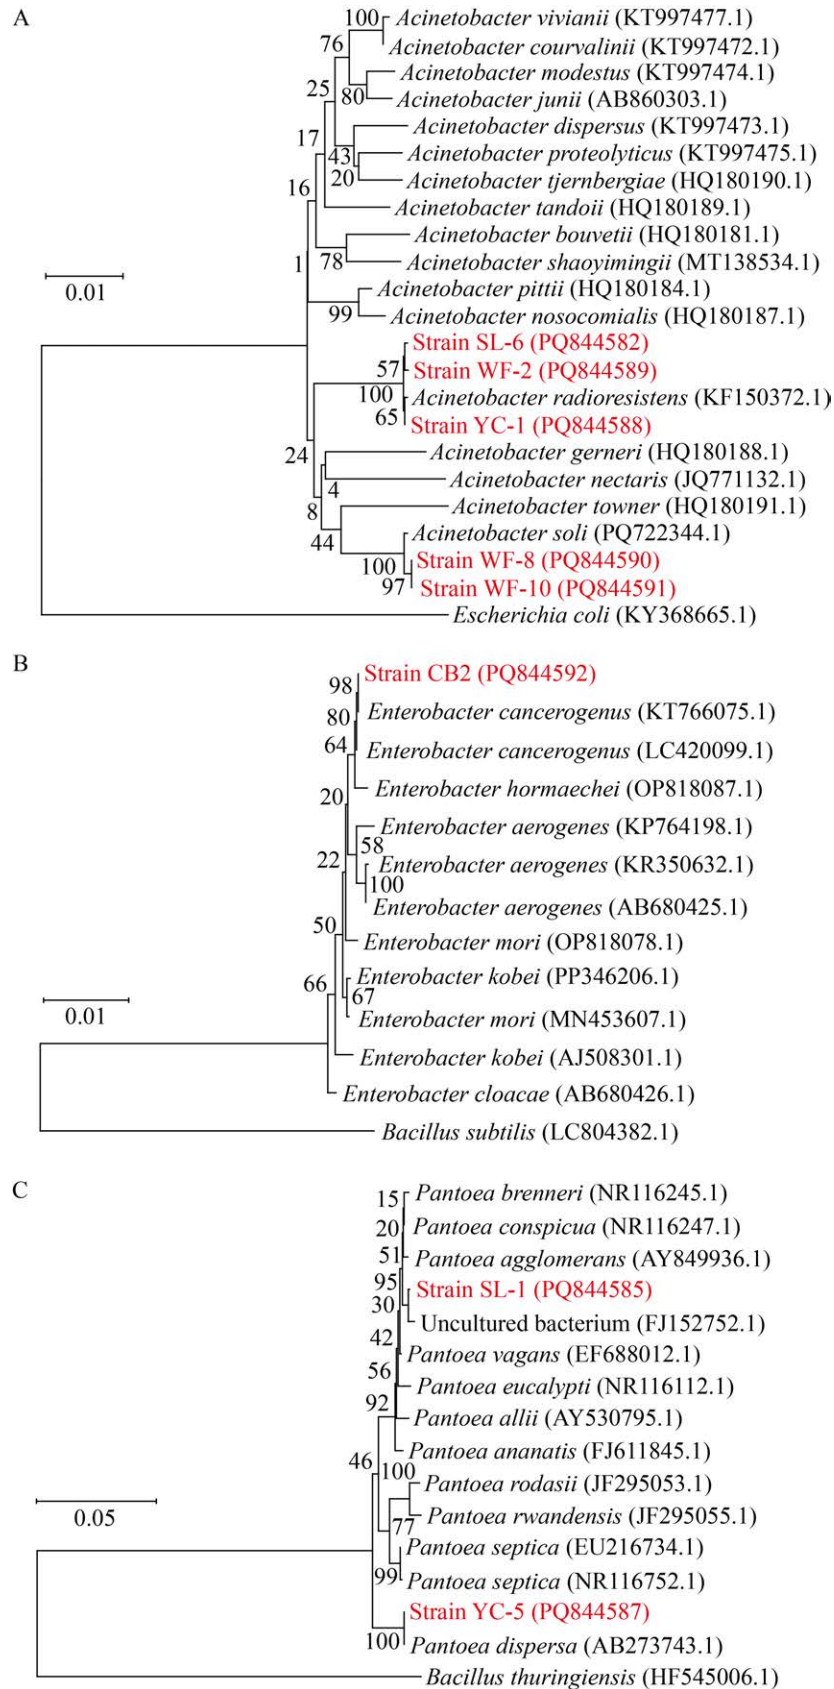 A
100
Acinetobacter vivianii (KT997477.1)
76
Acinetobacter courvalinii (KT997472.1)
25
Acinetobacter modestus (KT997474.1)
80
Acinetobacter junii (AB860303.1)
17
Acinetobacter dispersus (KT997473.1)
43
Acinetobacter proteolyticus (KT997475.1)
20
Acinetobacter tjernbergiae (HQ180190.1)
16
Acinetobacter tandoii (HQ180189.1)
Acinetobacter bouvetii (HQ180181.1)
78
Acinetobacter shaoyimingii (MT138534.1)
1
0.01
Acinetobacter pittii (HQ180184.1)
99
Acinetobacter nosocomialis (HQ180187.1)
Strain SL-6 (PQ844582)
57
Strain WF-2 (PQ844589)
100
Acinetobacter radioresistens (KF150372.1)
65
Strain YC-1 (PQ844588)
24
Acinetobacter gerneri (HQ180188.1)
4
Acinetobacter nectaris (JQ771132.1)
8
Acinetobacter towner (HQ180191.1)
44
Acinetobacter soli (PQ722344.1)
100
Strain WF-8 (PQ844590)
97
Strain WF-10 (PQ844591)
Escherichia coli (KY368665.1)
B
98
Strain CB2 (PQ844592)
80
Enterobacter cancerogenus (KT766075.1)
64
Enterobacter cancerogenus (LC420099.1)
20
Enterobacter hormaechei (OP818087.1)
Enterobacter aerogenes (KP764198.1)
58
22
Enterobacter aerogenes (KR350632.1)
100
Enterobacter aerogenes (AB680425.1)
50
Enterobacter mori (OP818078.1)
66
Enterobacter kobei (PP346206.1)
67
0.01
Enterobacter mori (MN453607.1)
Enterobacter kobei (AJ508301.1)
Enterobacter cloacae (AB680426.1)
Bacillus subtilis (LC804382.1)
C
15
Pantoea brenneri (NR116245.1)
20
Pantoea conspicua (NR116247.1)
51
Pantoea agglomerans (AY849936.1)
95
Strain SL-1 (PQ844585)
30
Uncultured bacterium (FJ152752.1)
42
Pantoea vagans (EF688012.1)
56
Pantoea eucalypti (NR116112.1)
92
Pantoea allii (AY530795.1)
46
Pantoea ananatis (FJ611845.1)
100
Pantoea rodasii (JF295053.1)
0.05
Pantoea rwandensis (JF295055.1)
77
Pantoea septica (EU216734.1)
99
Pantoea septica (NR116752.1)
Strain YC-5 (PQ844587)
100
Pantoea dispersa (AB273743.1)
Bacillus thuringiensis (HF545006.1)